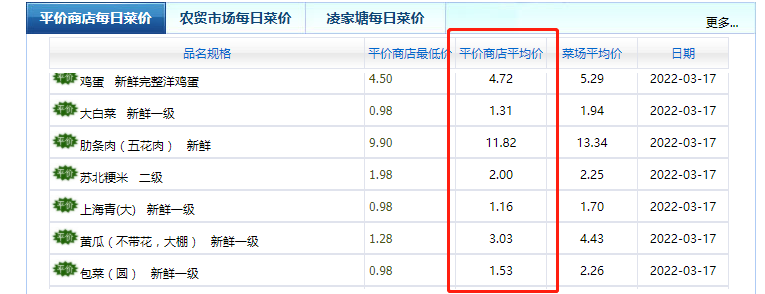 平价商店每日菜价 农贸市场每日菜价 凌家塘每日菜价 更多...
品名规格 平价商店最低价 平价商店平均价 菜场平均价 日期
平价 鸡蛋 新鲜完整洋鸡蛋 4.50 4.72 5.29 2022-03-17
平价 大白菜 新鲜一级 0.98 1.31 1.94 2022-03-17
平价 肋条肉（五花肉） 新鲜 9.90 11.82 13.34 2022-03-17
平价 苏北粳米 二级 1.98 2.00 2.25 2022-03-17
平价 上海青(大) 新鲜一级 0.98 1.16 1.70 2022-03-17
平价 黄瓜（不带花，大棚） 新鲜一级 1.28 3.03 4.43 2022-03-17
平价 包菜（圆） 新鲜一级 0.98 1.53 2.26 2022-03-17